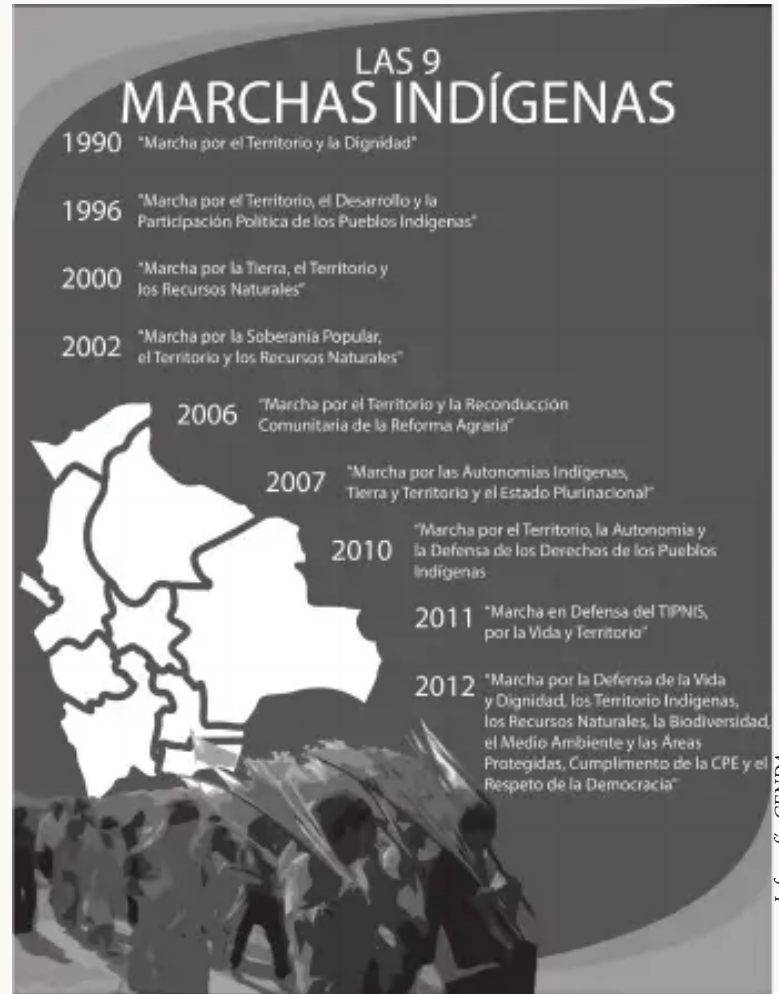 LAS 9
MARCHAS INDÍGENAS
1990 "Marcha por el Territorio y la Dignidad"
1996 "Marcha por el Territorio, el Desarrollo y la
Participación Política de los Pueblos Indígenas"
2000 "Marcha por la Tierra, el Territorio y
los Recursos Naturales"
2002 "Marcha por la Soberanía Popular,
el Territorio y los Recursos Naturales"
2006 "Marcha por el Territorio y la Reconducción
Comunitaria de la Reforma Agraria"
2007 "Marcha por las Autonomías Indígenas,
Tierra y Territorio y el Estado Plurinacional"
2010 "Marcha por el Territorio, la Autonomía y
la Defensa de los Derechos de los Pueblos
Indígenas
2011 "Marcha en Defensa del TIPNIS,
por la Vida y Territorio"
2012 "Marcha por la Defensa de la Vida
y Dignidad, los Territorio Indígenas,
los Recursos Naturales, la Biodiversidad,
el Medio Ambiente y las Áreas
Protegidas, Cumplimento de la CPE y el
Respeto de la Democracia"